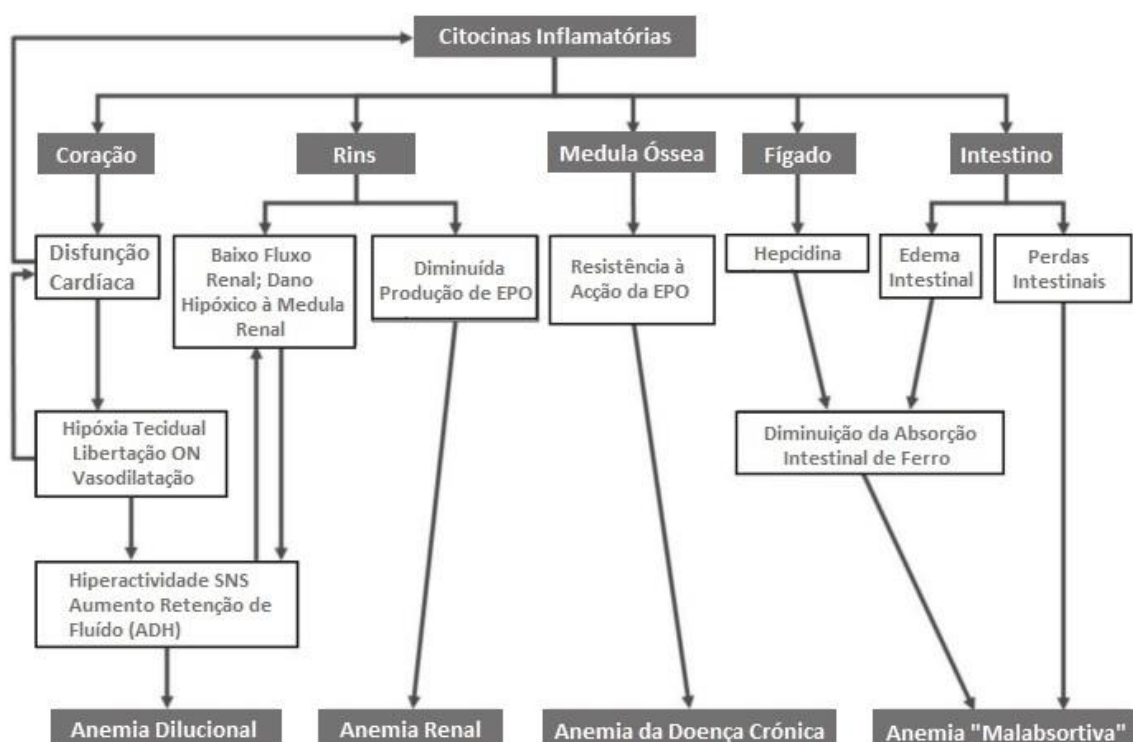 Citocinas Inflamatórias
Coração
Rins
Medula Óssea
Fígado
Intestino
Disfunção
Cardíaca
Baixo Fluxo
Renal; Dano
Hipóxico à Medula
Renal
Diminuída
Produção de EPO
Resistência à
Acção da EPO
Hepcidina
Edema
Intestinal
Perdas
Intestinais
Hipóxia Tecidual
Libertação ON
Vasodilatação
Diminuição da Absorção
Intestinal de Ferro
Hiperactividade SNS
Aumento Retenção de
Fluído (ADH)
Anemia Dilucional
Anemia Renal
Anemia da Doença Crónica
Anemia "Malabsortiva"